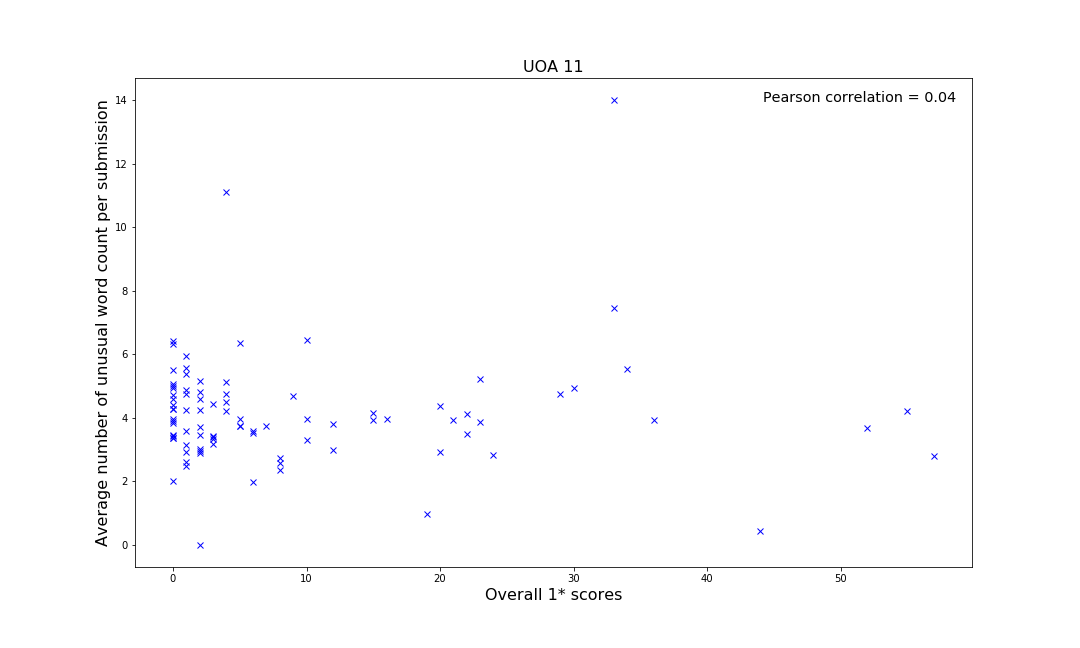 UOA 11
Pearson correlation = 0.04
Average number of unusual word count per submission
14
12
10
8
6
4
2
0
0 10 20 30 40 50
Overall 1* scores